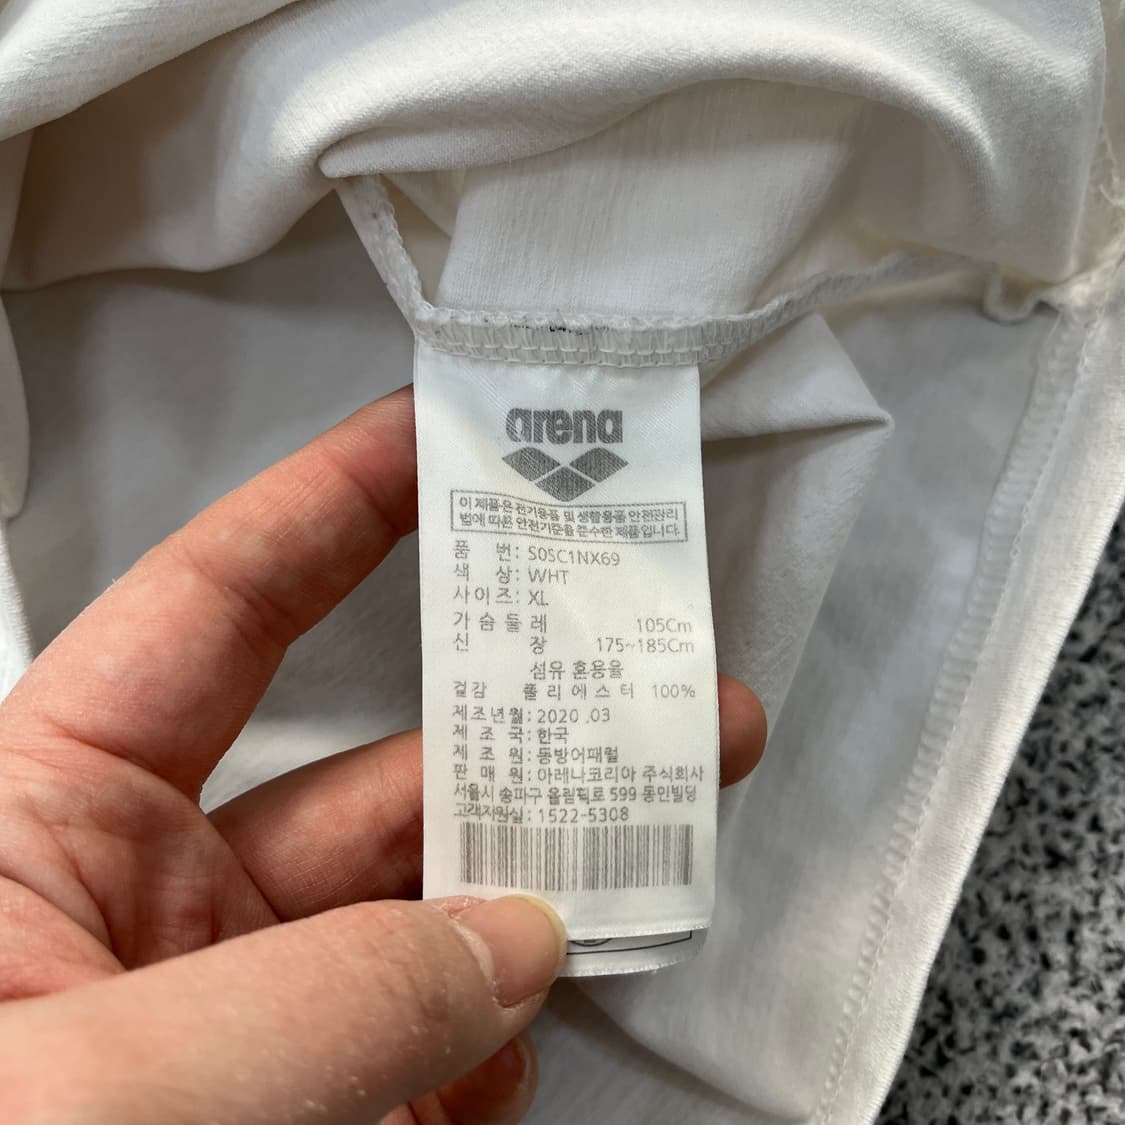 arena
이 제품은 전기용품 및 생활용품 안전관리
법에 따른 안전기준을 준수한 제품입니다.
품 번: S05C1NX69
색 상: WHT
사이즈: XL
가슴둘레 105Cm
신 장 175~185Cm
섬유 혼용율
겉감 폴리에스터 100%
제조년월: 2020 .03
제 조 국: 한국
제 조 원: 동방어패럴
판 매 원: 아레나코리아 주식회사
서울시 송파구 올림픽로 599 동인빌딩
고객지원실: 1522-5308